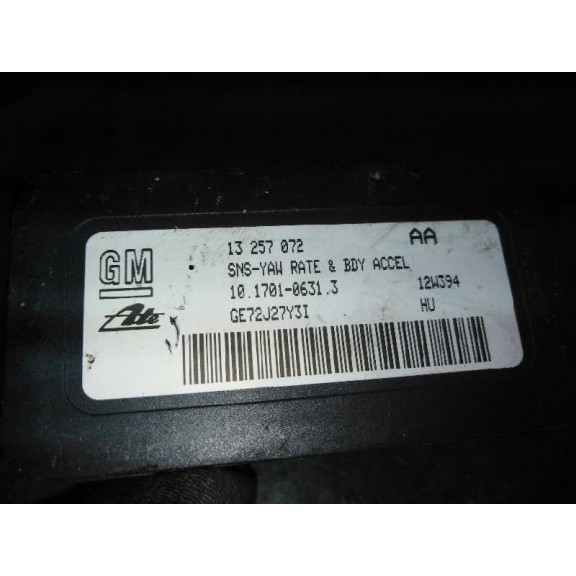 GM
Ate
13 257 072 AA
SNS-YAW RATE & BDY ACCEL
10.1701-0631.3 12W394
GE72J27Y3I HU